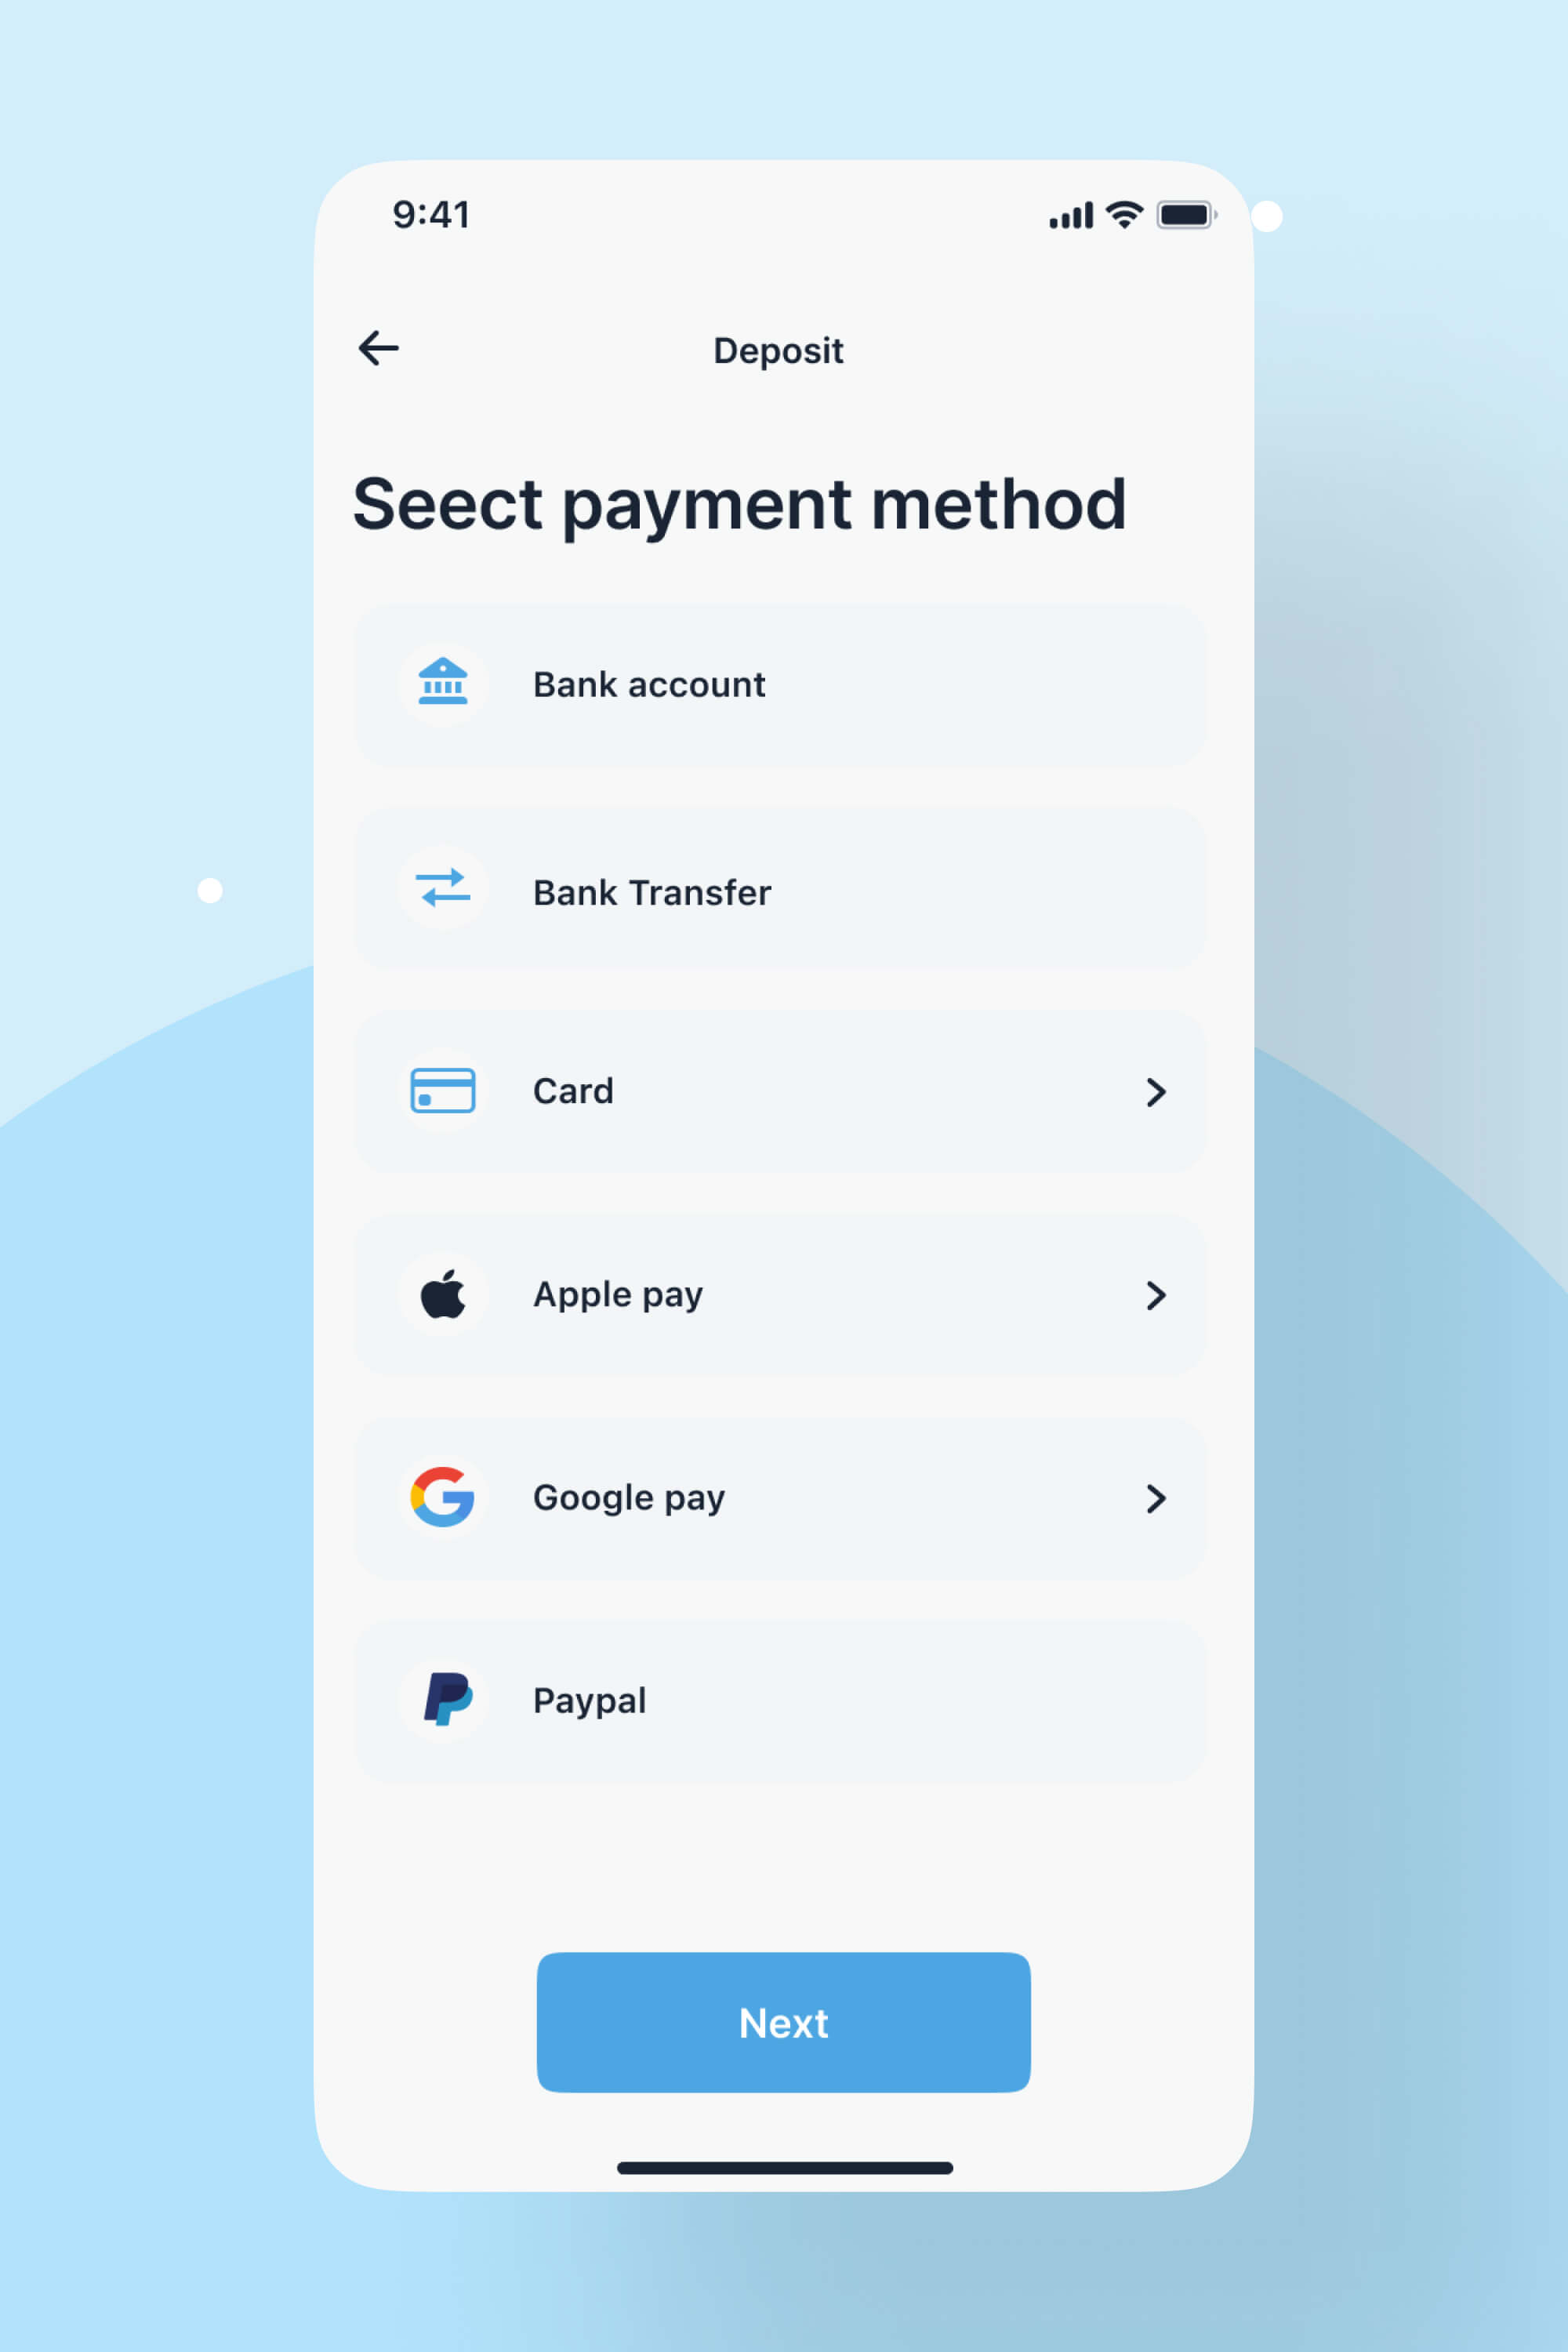 9:41
Deposit
Seect payment method
Bank account
Bank Transfer
Card
Apple pay
Google pay
Paypal
Next